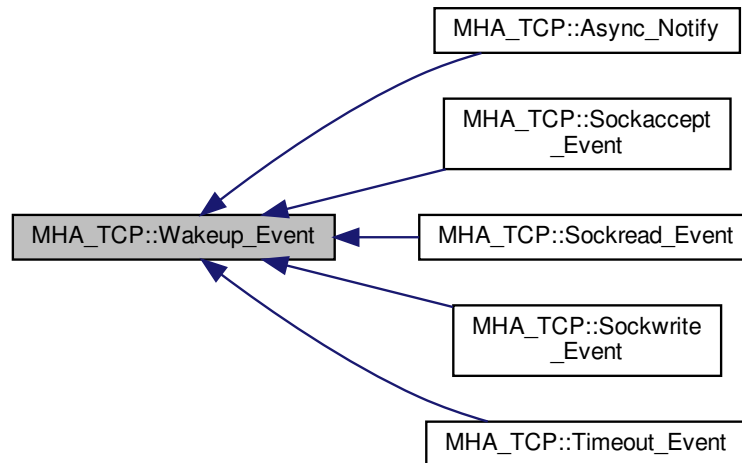 MHA_TCP::Async_Notify
MHA_TCP::Sockaccept
_Event
MHA_TCP::Wakeup_Event
MHA_TCP::Sockread_Event
MHA_TCP::Sockwrite
_Event
MHA_TCP::Timeout_Event